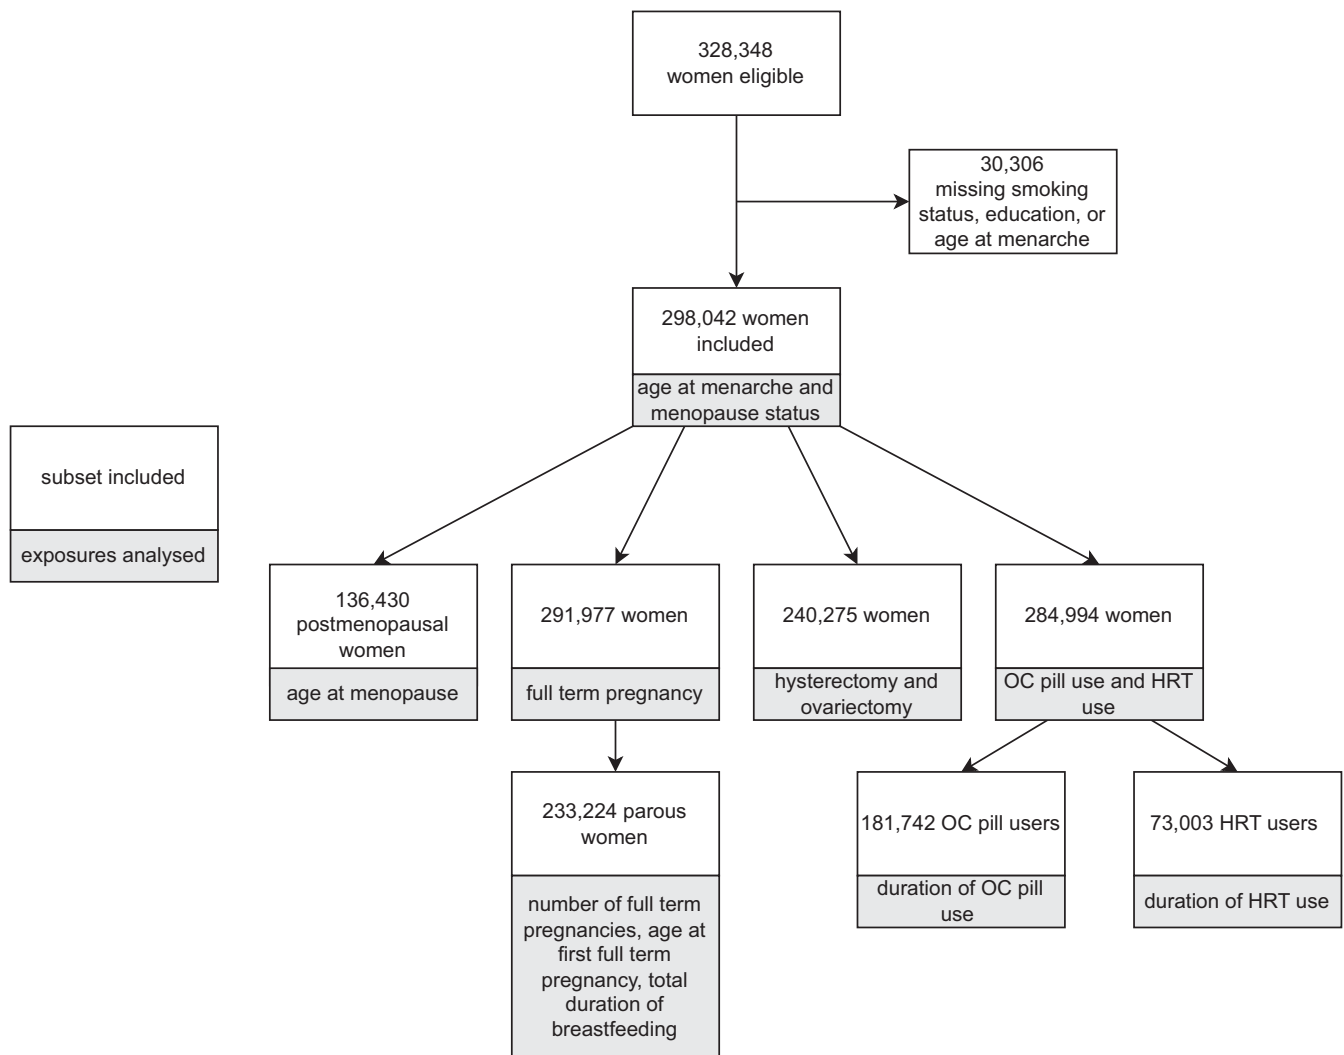 328,348
women eligible
30,306
missing smoking
status, education, or
age at menarche
298,042 women
included
age at menarche and
menopause status
subset included
exposures analysed
136,430
postmenopausal
women
age at menopause
291,977 women
full term pregnancy
240,275 women
hysterectomy and
ovariectomy
284,994 women
OC pill use and HRT
use
233,224 parous
women
number of full term
pregnancies, age at
first full term
pregnancy, total
duration of
breastfeeding
181,742 OC pill users
duration of OC pill
use
73,003 HRT users
duration of HRT use